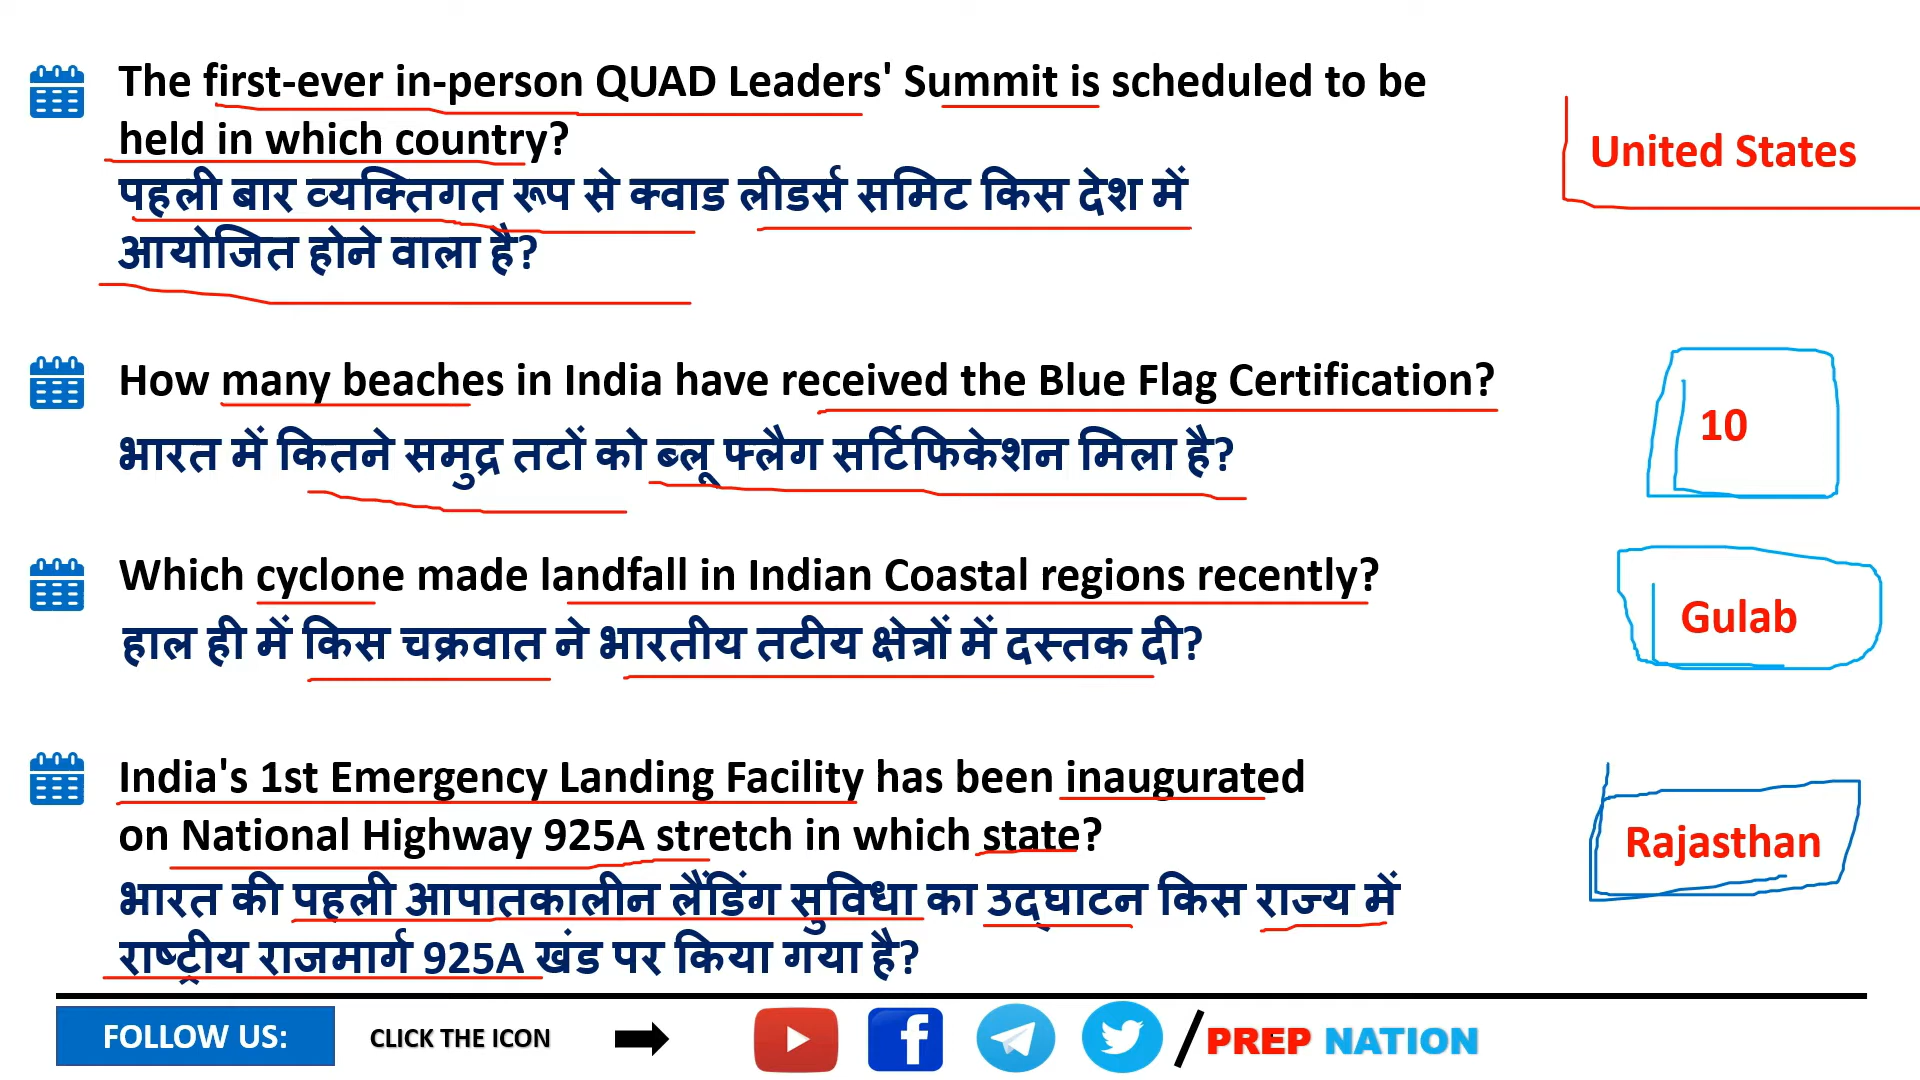 The first-ever in-person QUAD Leaders' Summit is scheduled to be
held in which country?
पहली बार व्यक्तिगत रूप से क्वाड लीडर्स समिट किस देश में
आयोजित होने वाला है?
United States
How many beaches in India have received the Blue Flag Certification?
भारत में कितने समुद्र तटों को ब्लू फ्लैग सर्टिफिकेशन मिला है?
10
Which cyclone made landfall in Indian Coastal regions recently?
हाल ही में किस चक्रवात ने भारतीय तटीय क्षेत्रों में दस्तक दी?
Gulab
India's 1st Emergency Landing Facility has been inaugurated
on National Highway 925A stretch in which state?
भारत की पहली आपातकालीन लैंडिंग सुविधा का उद्घाटन किस राज्य में
राष्ट्रीय राजमार्ग 925A खंड पर किया गया है?
Rajasthan
FOLLOW US: CLICK THE ICON /PREP NATION